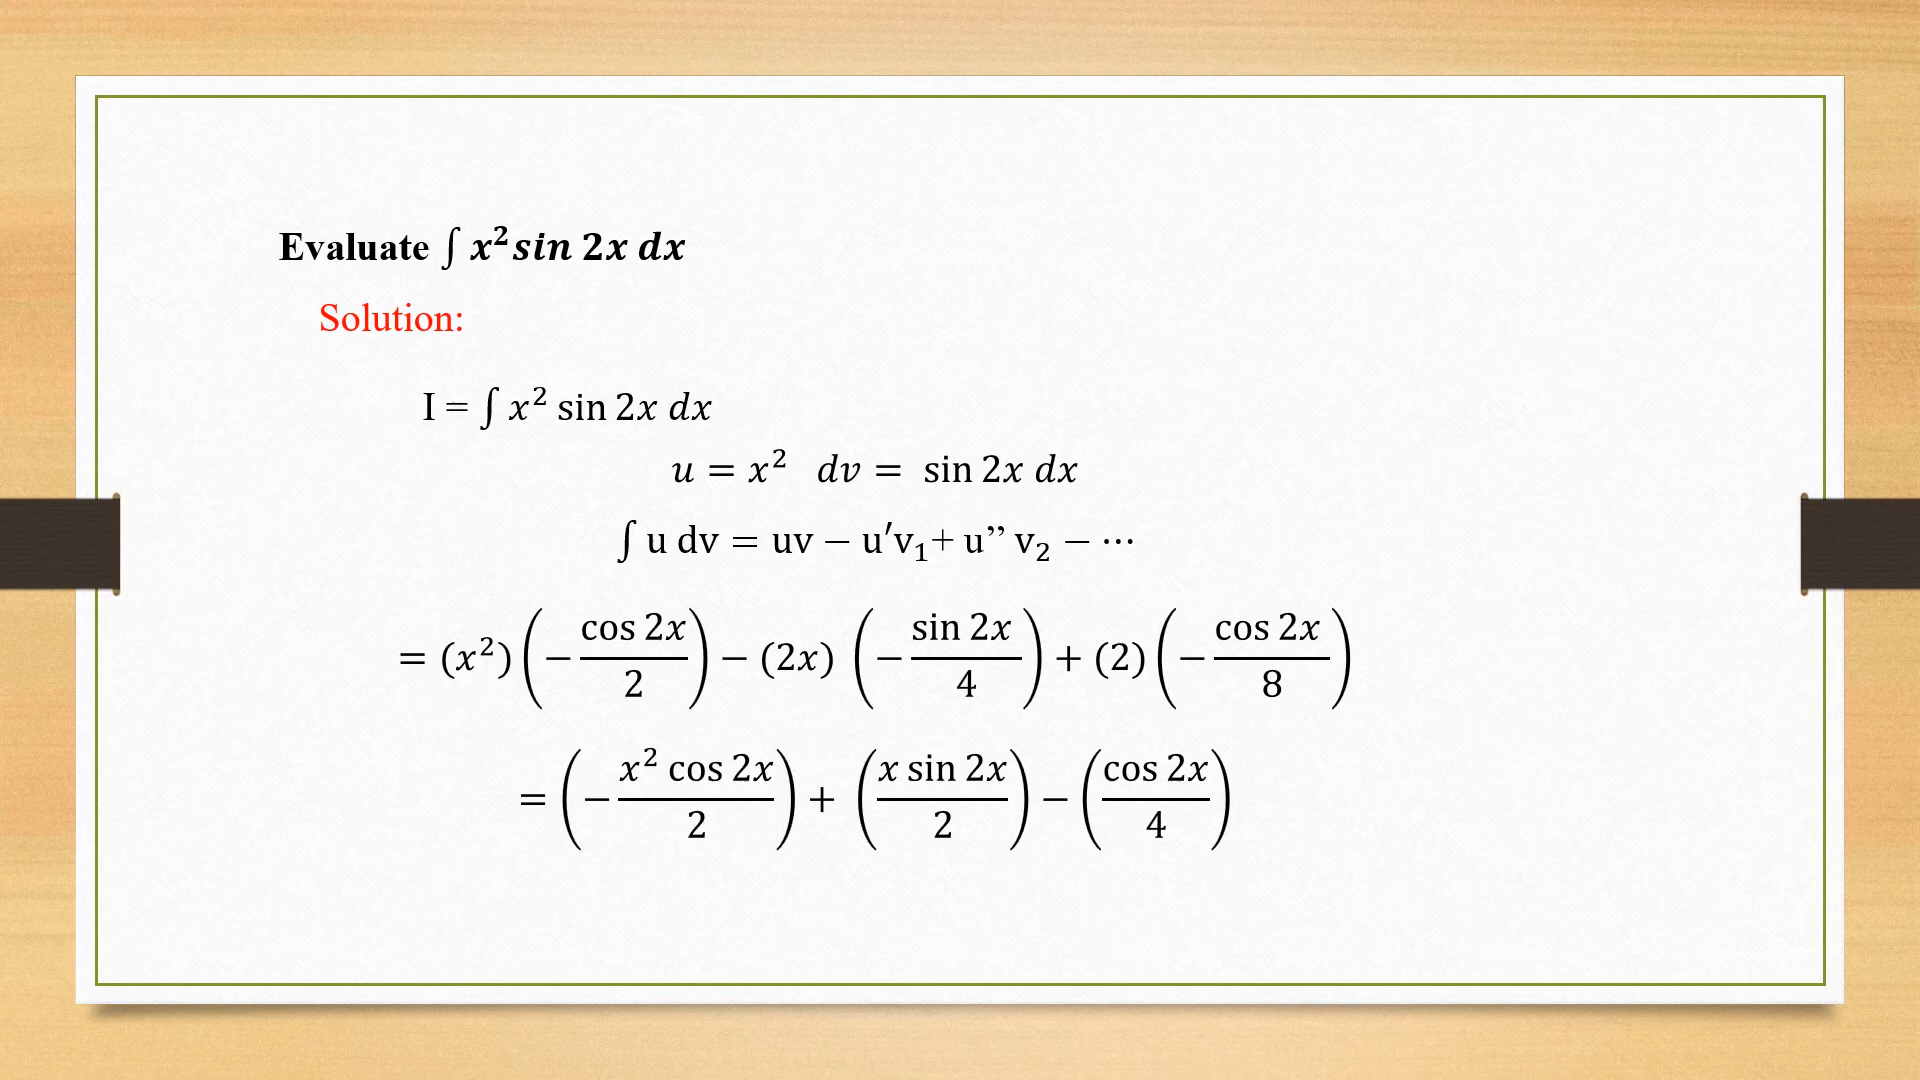 Evaluate ∫ x² sin 2x dx
Solution:
I = ∫ x² sin 2x dx
u = x² dv = sin 2x dx
∫ u dv = uv − u′v₁+ u” v₂ − ⋯
= (x²) (− cos 2x / 2) − (2x) (− sin 2x / 4) + (2) (− cos 2x / 8)
= (− x² cos 2x / 2) + (x sin 2x / 2) − (cos 2x / 4)